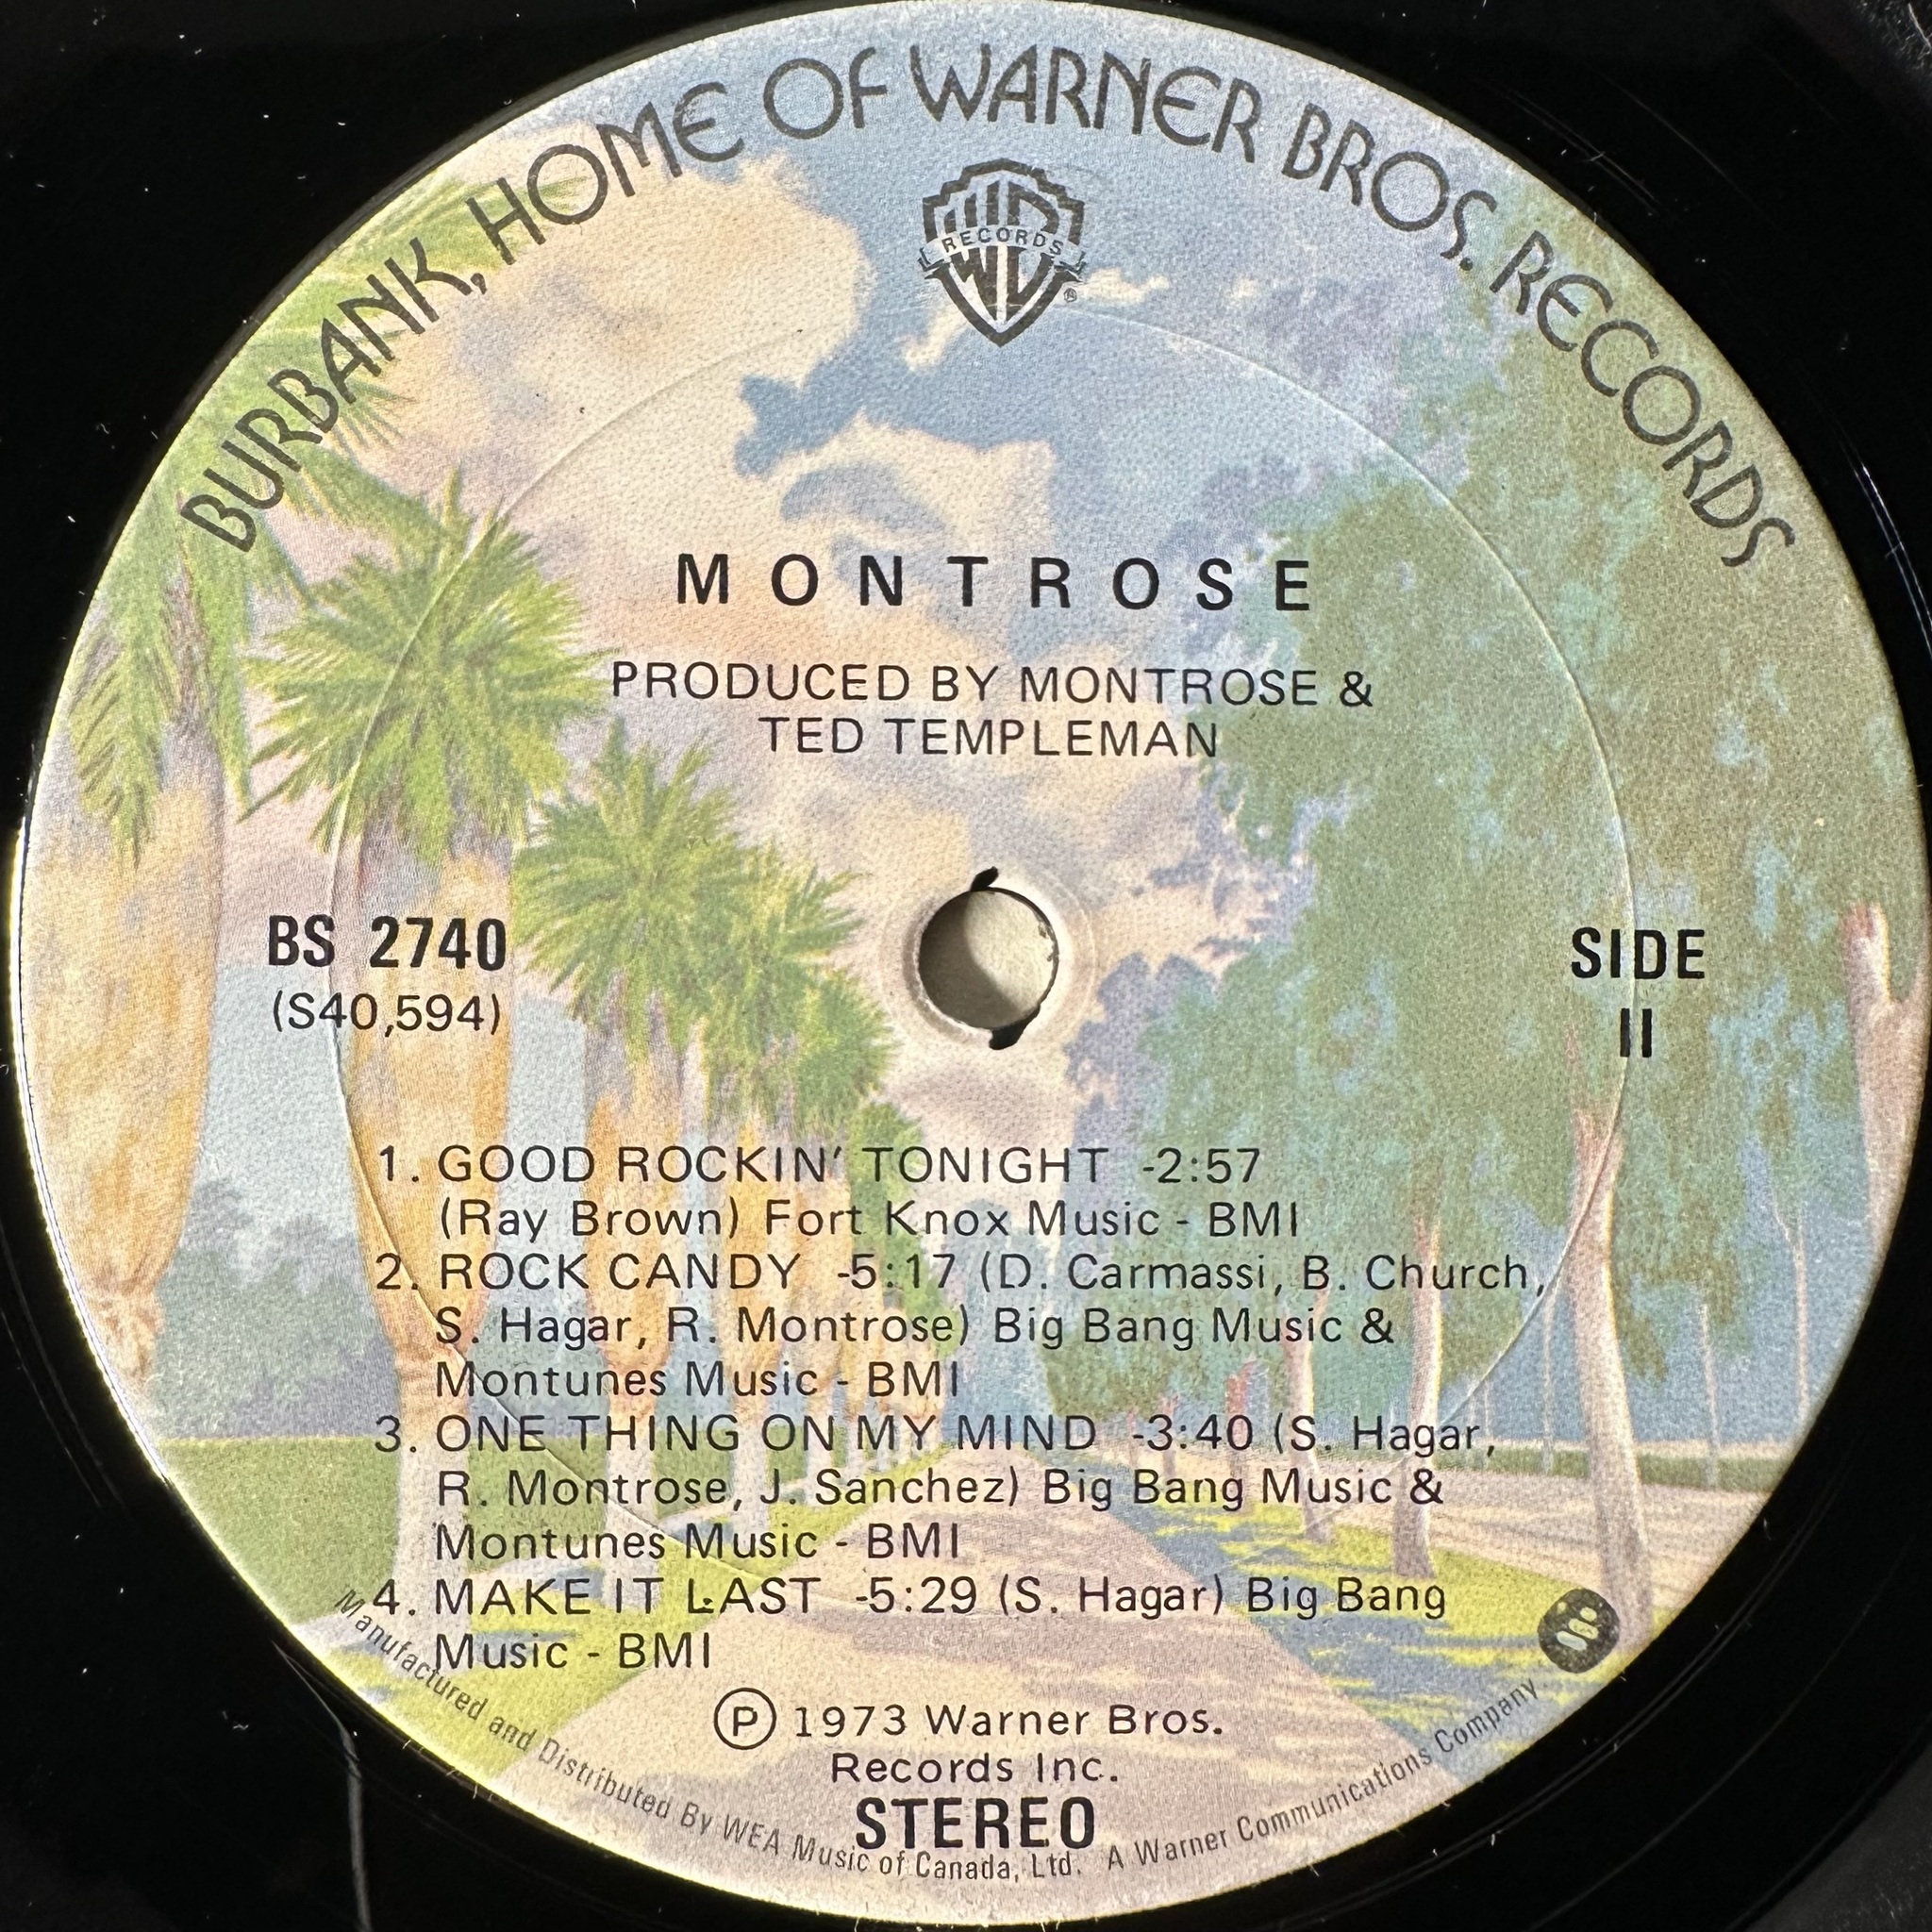 BURBANK, HOME OF WARNER BROS. RECORDS
RECORDS
®
MONTROSE
PRODUCED BY MONTROSE &
TED TEMPLEMAN
BS 2740
(S40,594)
SIDE
II
1. GOOD ROCKIN' TONIGHT -2:57
(Ray Brown) Fort Knox Music - BMI
2. ROCK CANDY -5:17 (D. Carmassi, B. Church,
S. Hagar, R. Montrose) Big Bang Music &
Montunes Music - BMI
3. ONE THING ON MY MIND -3:40 (S. Hagar,
R. Montrose, J. Sanchez) Big Bang Music &
Montunes Music - BMI
4. MAKE IT LAST -5:29 (S. Hagar) Big Bang
Music - BMI
Ⓟ 1973 Warner Bros.
Records Inc.
STEREO
Manufactured and Distributed By WEA Music of Canada, Ltd. A Warner Communications Company